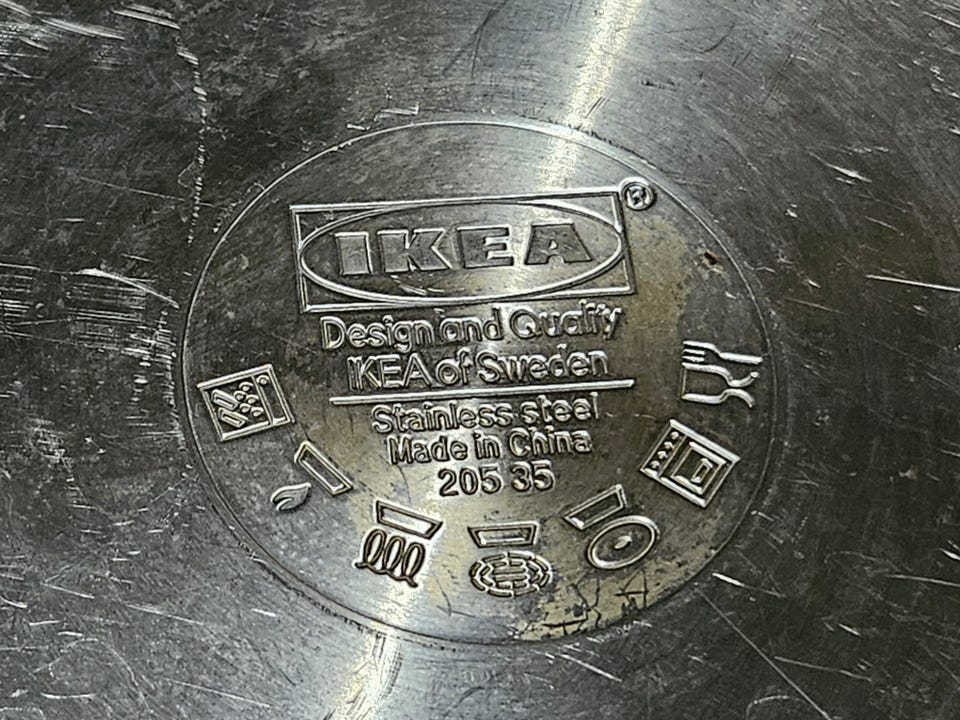 IKEA®
Design and Quality
IKEA of Sweden
Stainless steel
Made in China
205 35